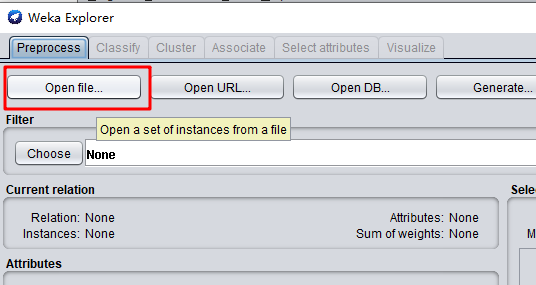 Weka Explorer
Preprocess Classify Cluster Associate Select attributes Visualize
Open file... Open URL... Open DB... Generate...
Open a set of instances from a file
Filter
Choose None
Current relation
Relation: None Attributes: None
Instances: None Sum of weights: None
Attributes